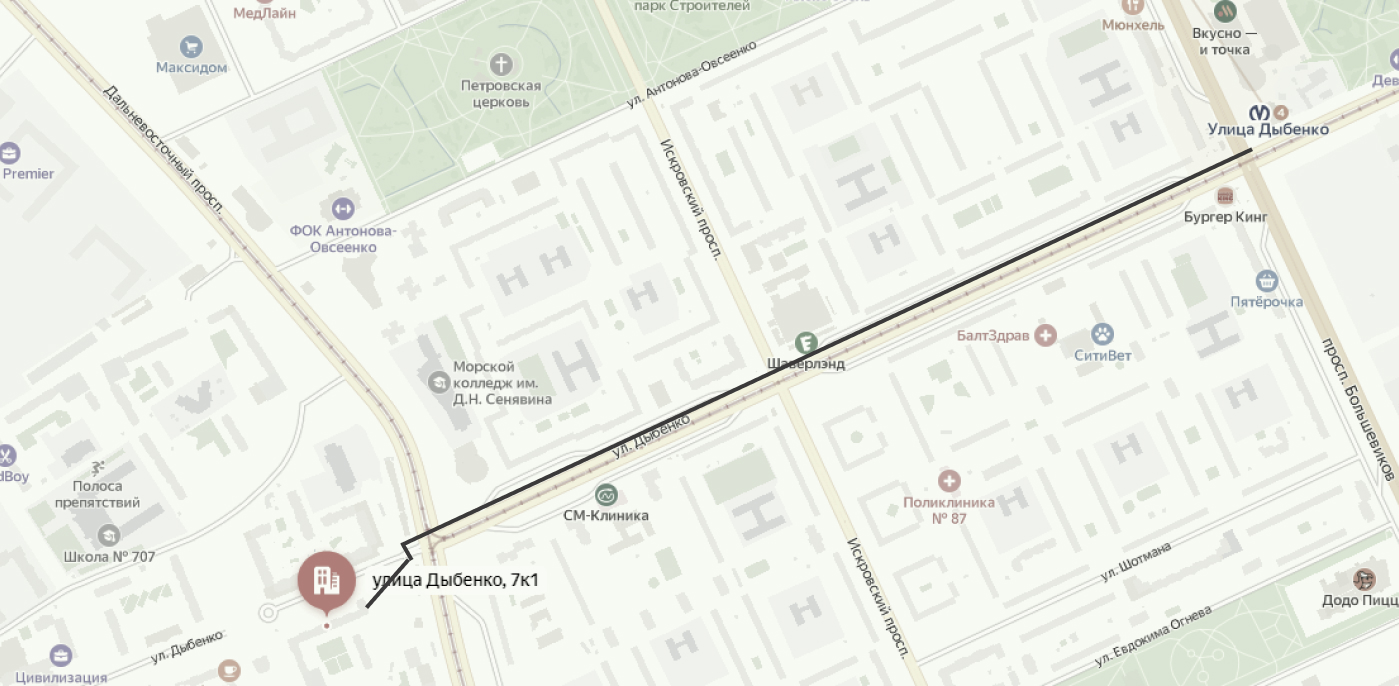 МедЛайн
парк Строителей
Мюнхель
Вкусно —
и точка
Максидом
Петровская
церковь
ул. Антонова-Овсеенко
Дальневосточный просп.
4
Улица Дыбенко
Premier
Искровский просп.
ФОК Антонова-
Овсеенко
Бургер Кинг
Пятёрочка
БалтЗдрав
СитиВет
Шаверлэнд
Морской
колледж им.
Д.Н. Сенявина
просп. Большевиков
ул. Дыбенко
dBoy
Полоса
препятствий
СМ-Клиника
Поликлиника
№ 87
Школа № 707
улица Дыбенко, 7к1
ул. Шотмана
Искровский просп.
Додо Пицц
ул. Евдокима Огнева
ул. Дыбенко
Цивилизация